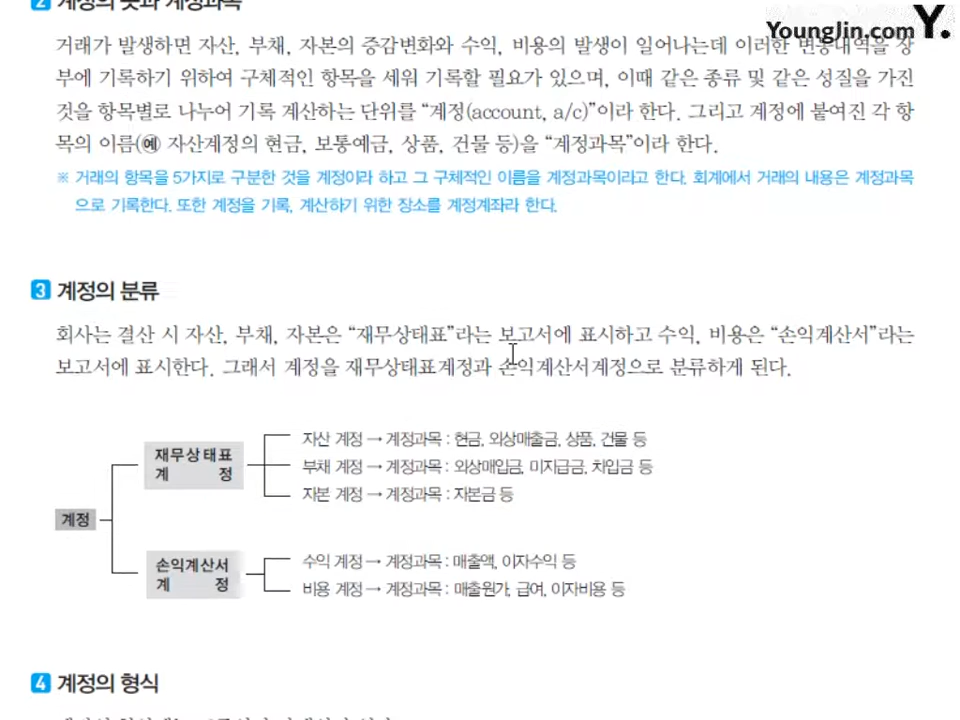 2 계정의 뜻과 계정과목
YoungJin.com Y.
거래가 발생하면 자산, 부채, 자본의 증감변화와 수익, 비용의 발생이 일어나는데 이러한 변동내역을 장
부에 기록하기 위하여 구체적인 항목을 세워 기록할 필요가 있으며, 이때 같은 종류 및 같은 성질을 가진
것을 항목별로 나누어 기록 계산하는 단위를 “계정(account, a/c)”이라 한다. 그리고 계정에 붙여진 각 항
목의 이름(예 자산계정의 현금, 보통예금, 상품, 건물 등)을 “계정과목”이라 한다.
※ 거래의 항목을 5가지로 구분한 것을 계정이라 하고 그 구체적인 이름을 계정과목이라고 한다. 회계에서 거래의 내용은 계정과목
으로 기록한다. 또한 계정을 기록, 계산하기 위한 장소를 계정계좌라 한다.
3 계정의 분류
회사는 결산 시 자산, 부채, 자본은 “재무상태표”라는 보고서에 표시하고 수익, 비용은 “손익계산서”라는
보고서에 표시한다. 그래서 계정을 재무상태표계정과 손익계산서계정으로 분류하게 된다.
계정
재무상태표
계 정
자산 계정 → 계정과목 : 현금, 외상매출금, 상품, 건물 등
부채 계정 → 계정과목 : 외상매입금, 미지급금, 차입금 등
자본 계정 → 계정과목 : 자본금 등
손익계산서
계 정
수익 계정 → 계정과목 : 매출액, 이자수익 등
비용 계정 → 계정과목 : 매출원가, 급여, 이자비용 등
4 계정의 형식